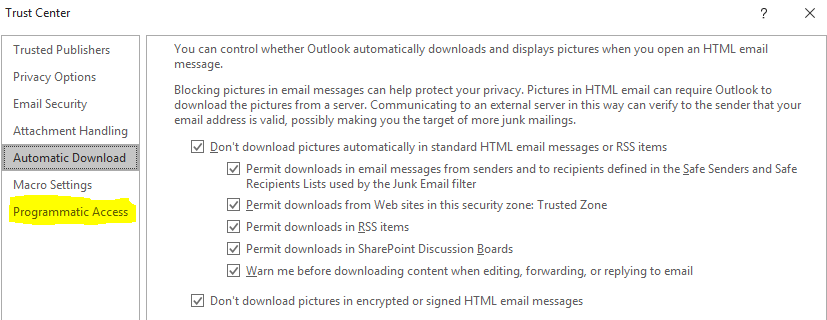 Trust Center
?
Trusted Publishers
Privacy Options
Email Security
Attachment Handling
Automatic Download
Macro Settings
Programmatic Access
You can control whether Outlook automatically downloads and displays pictures when you open an HTML email
message.
Blocking pictures in email messages can help protect your privacy. Pictures in HTML email can require Outlook to
download the pictures from a server. Communicating to an external server in this way can verify to the sender that your
email address is valid, possibly making you the target of more junk mailings.
Don't download pictures automatically in standard HTML email messages or RSS items
Permit downloads in email messages from senders and to recipients defined in the Safe Senders and Safe
Recipients Lists used by the Junk Email filter
Permit downloads from Web sites in this security zone: Trusted Zone
Permit downloads in RSS items
Permit downloads in SharePoint Discussion Boards
Warn me before downloading content when editing, forwarding, or replying to email
Don't download pictures in encrypted or signed HTML email messages